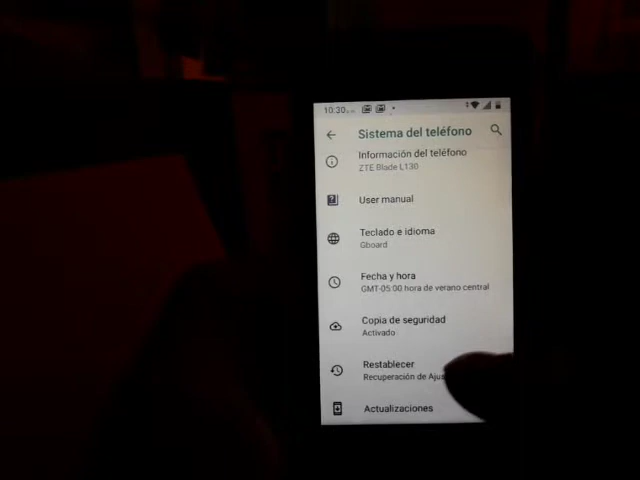 10:30
Sistema del teléfono
Información del teléfono
ZTE Blade L130
User manual
Teclado e idioma
Gboard
Fecha y hora
GMT-05:00 hora de verano central
Copia de seguridad
Activado
Restablecer
Recuperación de
Actualizaciones